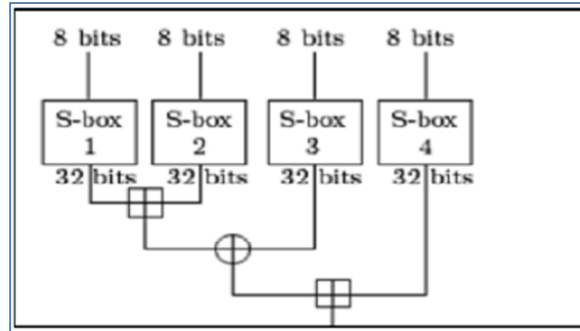 8 bits 8 bits 8 bits 8 bits
S-box S-box S-box S-box
1 2 3 4
32 bits 32 bits 32 bits 32 bits